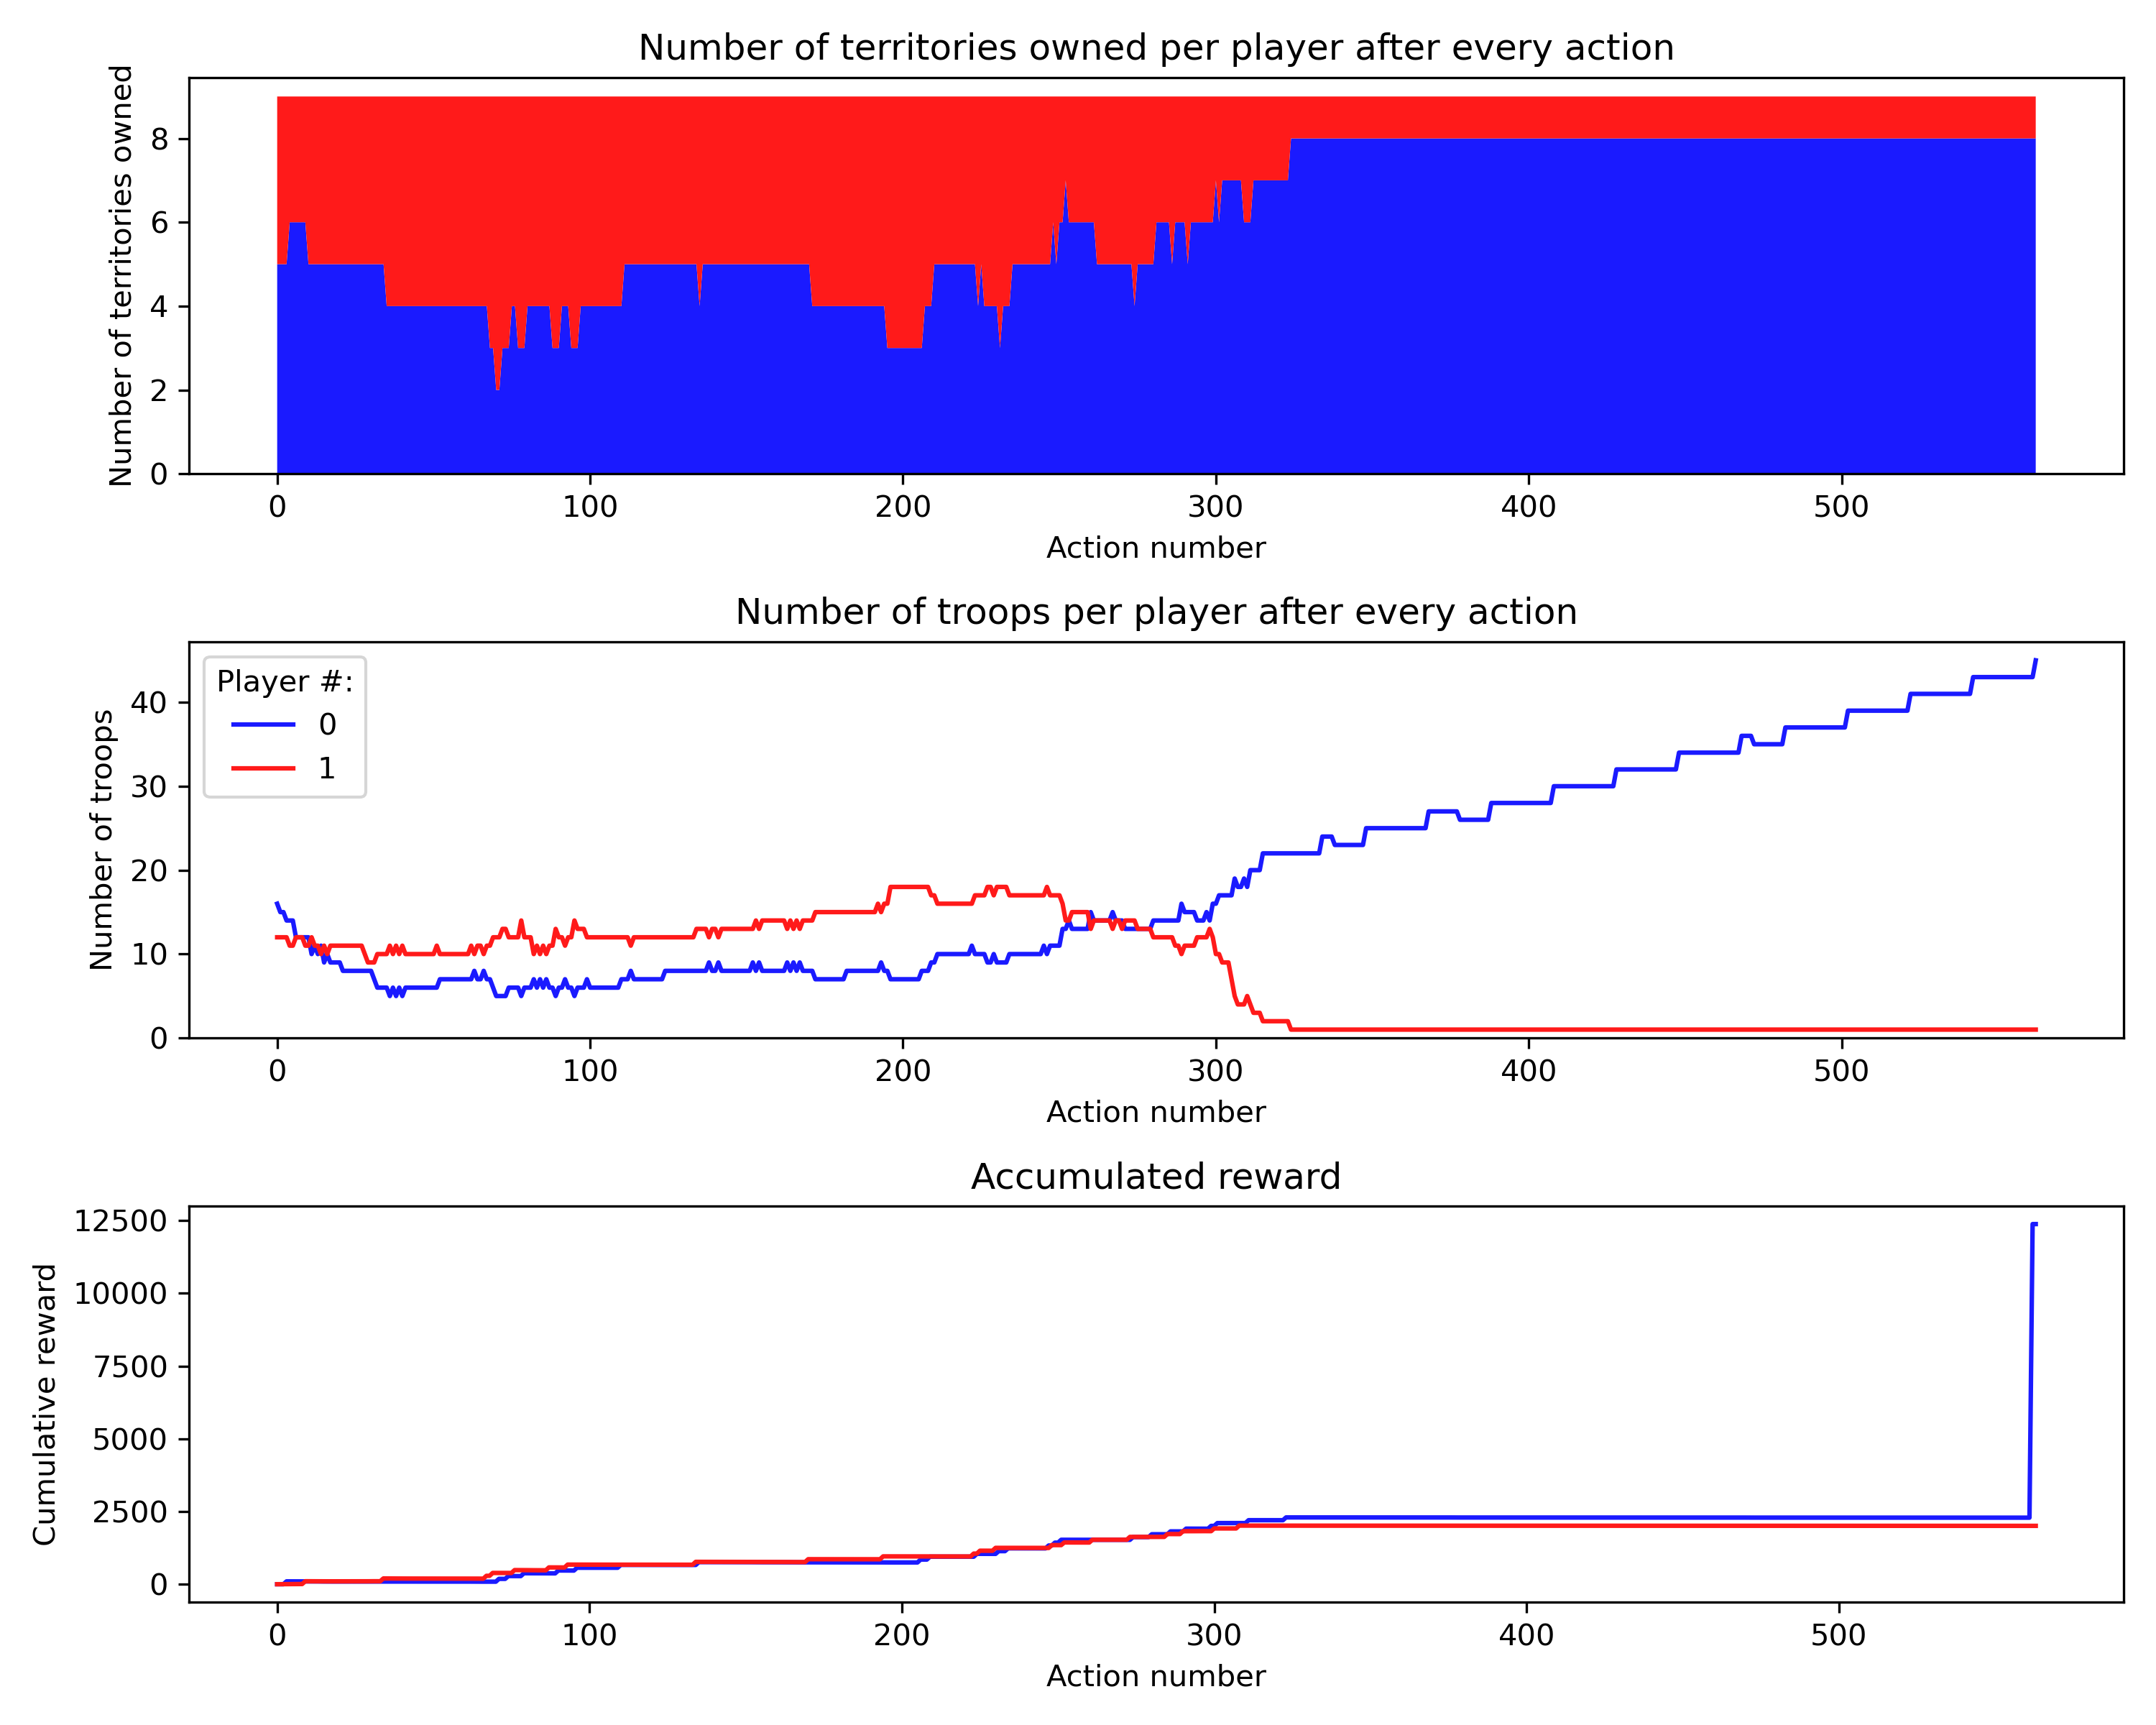 Number of territories owned per player after every action
Number of territories owned
8
6
4
2
0
0 100 200 300 400 500
Action number
Number of troops per player after every action
Number of troops
Player #:
0
1
40
30
20
10
0
0 100 200 300 400 500
Action number
Accumulated reward
Cumulative reward
12500
10000
7500
5000
2500
0
0 100 200 300 400 500
Action number